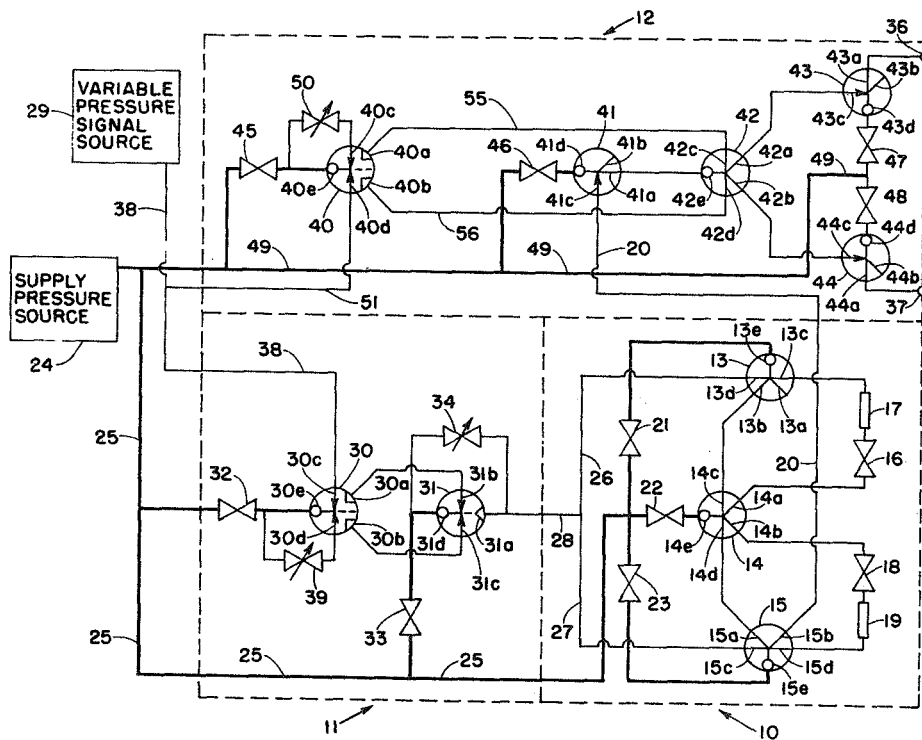 12
36
VARIABLE
PRESSURE
SIGNAL
SOURCE
29
50
40c
45
40a
40b
40e
40
40d
55
56
41
46
41d
41b
41c
41a
42
42c
42a
42e
42b
42d
43a
43b
43
43c
43d
47
49
48
44c
44d
44
44b
44a
37
38
49
49
20
51
SUPPLY
PRESSURE
SOURCE
24
38
13e
13
13c
13d
13b
13a
17
34
21
16
25
32
30
30c
30a
30e
30d
30b
31b
31
31d
31a
31c
26
22
14c
14a
14b
14e
14d
14
20
28
39
23
18
33
27
15
15a
15b
15c
15d
15e
19
25
25
25
11
10